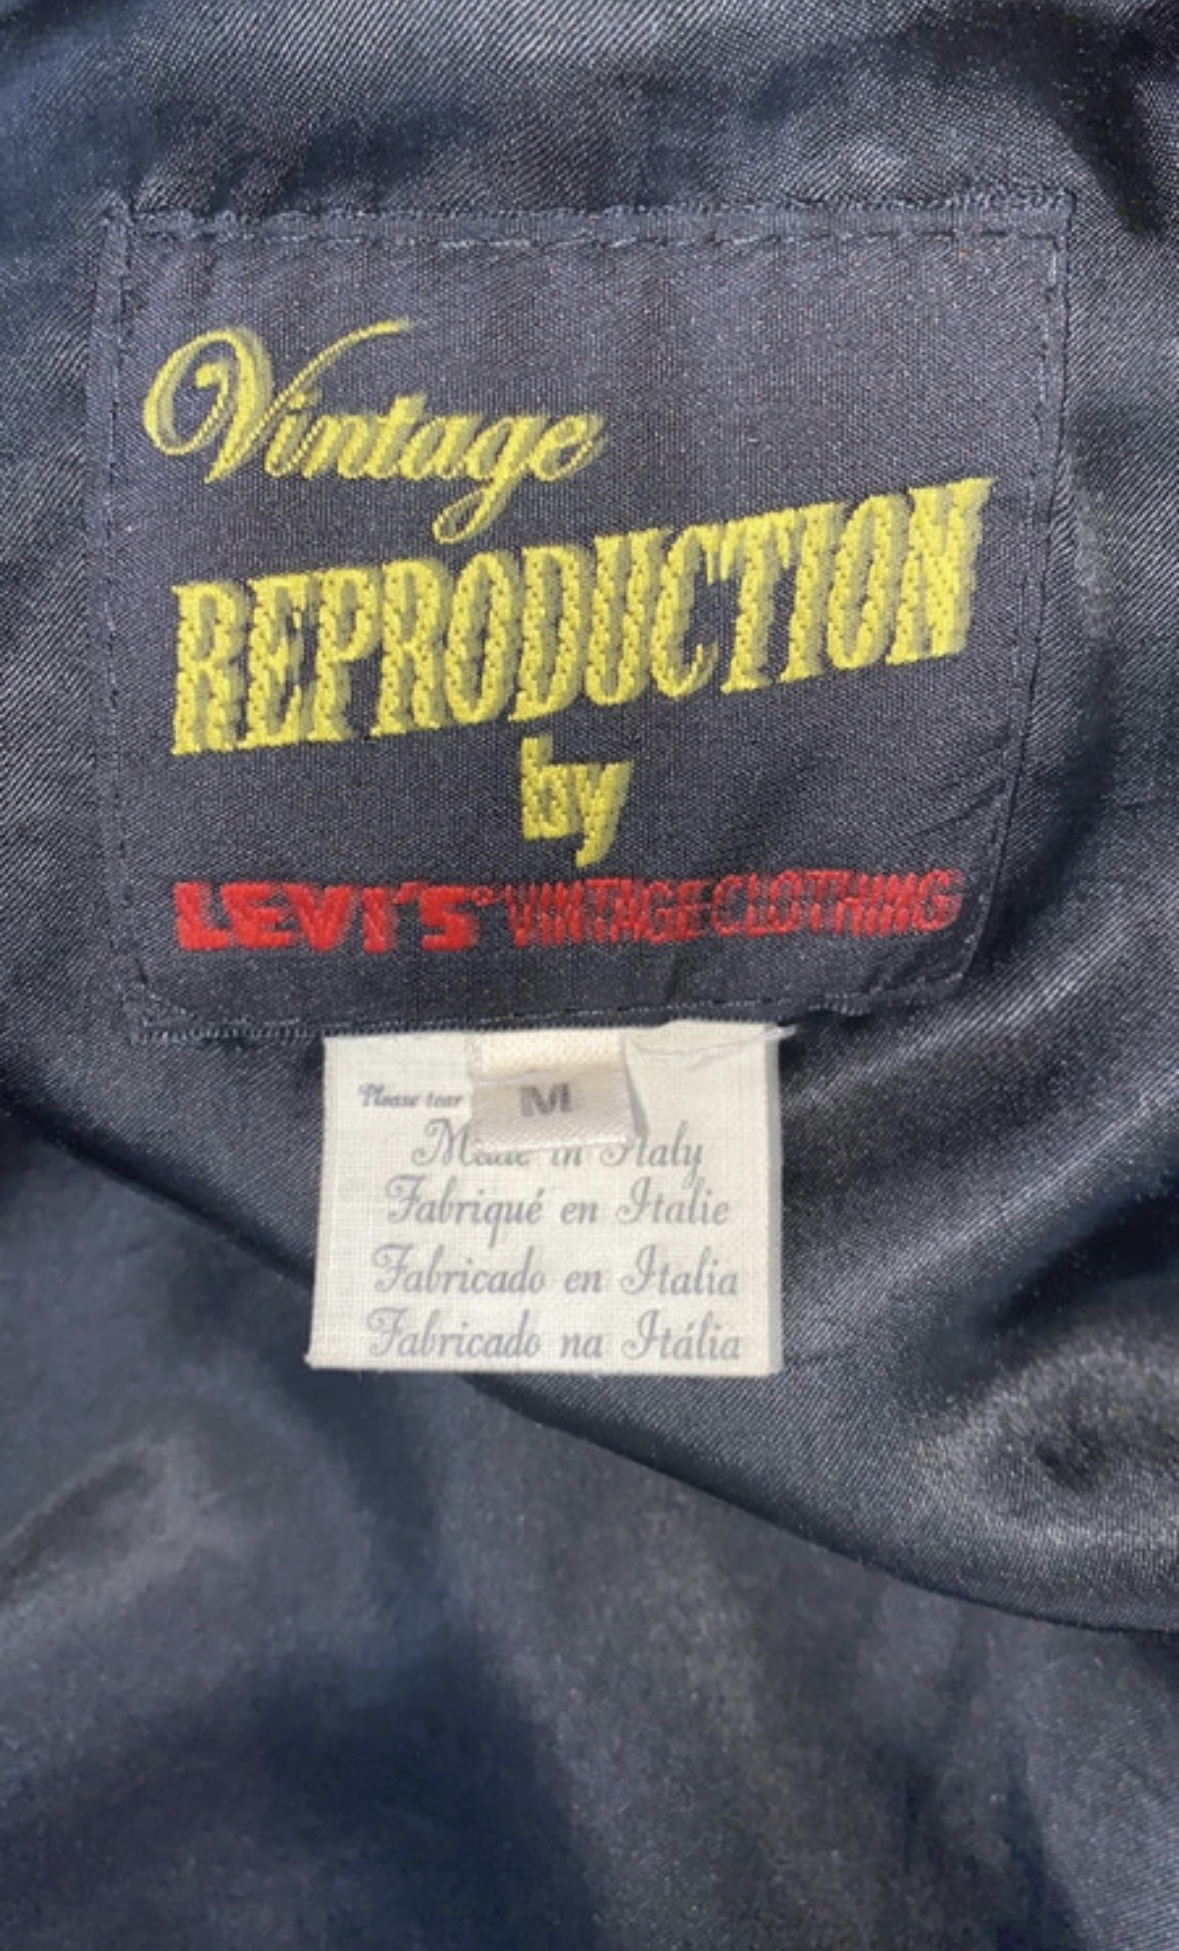 Vintage
REPRODUCTION
by
LEVI'S® VINTAGE CLOTHING
M
Please tear
Made in Italy
Fabriqué en Italie
Fabricado en Italia
Fabricado na Itália